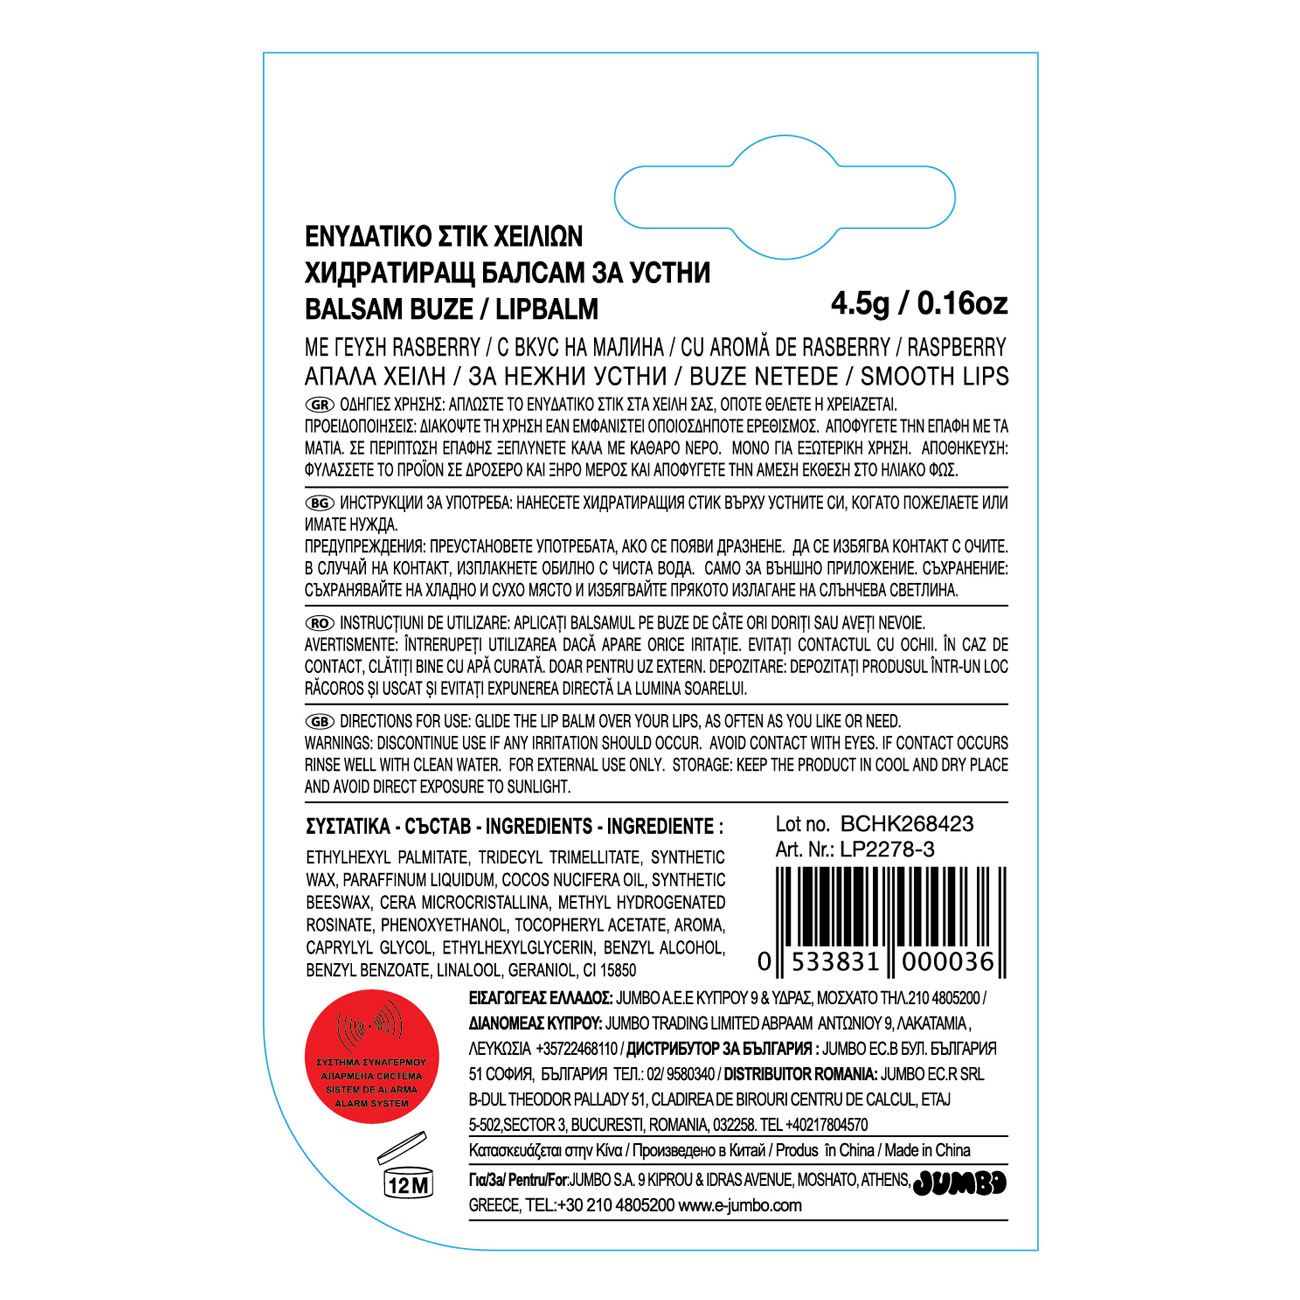 ΕΝΥΔΑΤΙΚΟ ΣΤΙΚ ΧΕΙΛΙΩΝ
ХИДРАТИРАЩ БАЛСАМ ЗА УСТНИ
BALSAM BUZE / LIPBALM
4.5g / 0.16oz
ΜΕ ΓΕΥΣΗ RASBERRY / С ВКУС НА МАЛИНА / CU AROMĂ DE RASBERRY / RASPBERRY
ΑΠΑΛΑ ΧΕΙΛΗ / ЗА НЕЖНИ УСТНИ / BUZE NETEDE / SMOOTH LIPS
GR ΟΔΗΓΙΕΣ ΧΡΗΣΗΣ: ΑΠΛΩΣΤΕ ΤΟ ΕΝΥΔΑΤΙΚΟ ΣΤΙΚ ΣΤΑ ΧΕΙΛΗ ΣΑΣ, ΟΠΟΤΕ ΘΕΛΕΤΕ Η ΧΡΕΙΑΖΕΤΑΙ.
ΠΡΟΕΙΔΟΠΟΙΗΣΕΙΣ: ΔΙΑΚΟΨΤΕ ΤΗ ΧΡΗΣΗ ΕΑΝ ΕΜΦΑΝΙΣΤΕΙ ΟΠΟΙΟΣΔΗΠΟΤΕ ΕΡΕΘΙΣΜΟΣ. ΑΠΟΦΥΓΕΤΕ ΤΗΝ ΕΠΑΦΗ ΜΕ ΤΑ
ΜΑΤΙΑ. ΣΕ ΠΕΡΙΠΤΩΣΗ ΕΠΑΦΗΣ ΞΕΠΛΥΝΕΤΕ ΚΑΛΑ ΜΕ ΚΑΘΑΡΟ ΝΕΡΟ. ΜΟΝΟ ΓΙΑ ΕΞΩΤΕΡΙΚΗ ΧΡΗΣΗ. ΑΠΟΘΗΚΕΥΣΗ:
ΦΥΛΑΣΣΕΤΕ ΤΟ ΠΡΟΪΟΝ ΣΕ ΔΡΟΣΕΡΟ ΚΑΙ ΞΗΡΟ ΜΕΡΟΣ ΚΑΙ ΑΠΟΦΥΓΕΤΕ ΤΗΝ ΑΜΕΣΗ ΕΚΘΕΣΗ ΣΤΟ ΗΛΙΑΚΟ ΦΩΣ.
BG ИНСТРУКЦИИ ЗА УПОТРЕБА: НАНЕСЕТЕ ХИДРАТИРАЩИЯ СТИК ВЪРХУ УСТНИТЕ СИ, КОГАТО ПОЖЕЛАЕТЕ ИЛИ
ИМАТЕ НУЖДА.
ПРЕДУПРЕЖДЕНИЯ: ПРЕУСТАНОВЕТЕ УПОТРЕБАТА, АКО СЕ ПОЯВИ ДРАЗНЕНЕ. ДА СЕ ИЗБЯГВА КОНТАКТ С ОЧИТЕ.
В СЛУЧАЙ НА КОНТАКТ, ИЗПЛАКНЕТЕ ОБИЛНО С ЧИСТА ВОДА. САМО ЗА ВЪНШНО ПРИЛОЖЕНИЕ. СЪХРАНЕНИЕ:
СЪХРАНЯВАЙТЕ НА ХЛАДНО И СУХО МЯСТО И ИЗБЯГВАЙТЕ ПРЯКОТО ИЗЛАГАНЕ НА СЛЪНЧЕВА СВЕТЛИНА.
RO INSTRUCȚIUNI DE UTILIZARE: APLICAȚI BALSAMUL PE BUZE DE CÂTE ORI DORIȚI SAU AVEȚI NEVOIE.
AVERTISMENTE: ÎNTRERUPEȚI UTILIZAREA DACĂ APARE ORICE IRITAȚIE. EVITAȚI CONTACTUL CU OCHII. ÎN CAZ DE
CONTACT, CLĂTIȚI BINE CU APĂ CURATĂ. DOAR PENTRU UZ EXTERN. DEPOZITARE: DEPOZITAȚI PRODUSUL ÎNTR-UN LOC
RĂCOROS ȘI USCAT ȘI EVITAȚI EXPUNEREA DIRECTĂ LA LUMINA SOARELUI.
GB DIRECTIONS FOR USE: GLIDE THE LIP BALM OVER YOUR LIPS, AS OFTEN AS YOU LIKE OR NEED.
WARNINGS: DISCONTINUE USE IF ANY IRRITATION SHOULD OCCUR. AVOID CONTACT WITH EYES. IF CONTACT OCCURS
RINSE WELL WITH CLEAN WATER. FOR EXTERNAL USE ONLY. STORAGE: KEEP THE PRODUCT IN COOL AND DRY PLACE
AND AVOID DIRECT EXPOSURE TO SUNLIGHT.
ΣΥΣΤΑΤΙΚΑ - СЪСТАВ - INGREDIENTS - INGREDIENTE :
ETHYLHEXYL PALMITATE, TRIDECYL TRIMELLITATE, SYNTHETIC
WAX, PARAFFINUM LIQUIDUM, COCOS NUCIFERA OIL, SYNTHETIC
BEESWAX, CERA MICROCRISTALLINA, METHYL HYDROGENATED
ROSINATE, PHENOXYETHANOL, TOCOPHERYL ACETATE, AROMA,
CAPRYLYL GLYCOL, ETHYLHEXYLGLYCERIN, BENZYL ALCOHOL,
BENZYL BENZOATE, LINALOOL, GERANIOL, CI 15850
Lot no. BCHK268423
Art. Nr.: LP2278-3
0 533831 000036
ΣΥΣΤΗΜΑ ΣΥΝΑΓΕΡΜΟΥ
АЛАРМЕНА СИСТЕМА
SISTEM DE ALARMA
ALARM SYSTEM
12M
ΕΙΣΑΓΩΓΕΑΣ ΕΛΛΑΔΟΣ: JUMBO A.E.E ΚΥΠΡΟΥ 9 & ΥΔΡΑΣ, ΜΟΣΧΑΤΟ ΤΗΛ.210 4805200 /
ΔΙΑΝΟΜΕΑΣ ΚΥΠΡΟΥ: JUMBO TRADING LIMITED ΑΒΡΑΑΜ ΑΝΤΩΝΙΟΥ 9, ΛΑΚΑΤΑΜΙΑ ,
ΛΕΥΚΩΣΙΑ +35722468110 / ДИСТРИБУТОР ЗА БЪЛГАРИЯ : JUMBO EC.B БУЛ. БЪЛГАРИЯ
51 СОФИЯ, БЪЛГАРИЯ ТЕЛ.: 02/ 9580340 / DISTRIBUITOR ROMANIA: JUMBO EC.R SRL
B-DUL THEODOR PALLADY 51, CLADIREA DE BIROURI CENTRU DE CALCUL, ETAJ
5-502,SECTOR 3, BUCURESTI, ROMANIA, 032258. TEL +40217804570
Κατασκευάζεται στην Κίνα / Произведено в Китай / Produs în China / Made in China
Για/За/ Pentru/For:JUMBO S.A. 9 KIPROU & IDRAS AVENUE, MOSHATO, ATHENS, JUMBO
GREECE, TEL:+30 210 4805200 www.e-jumbo.com